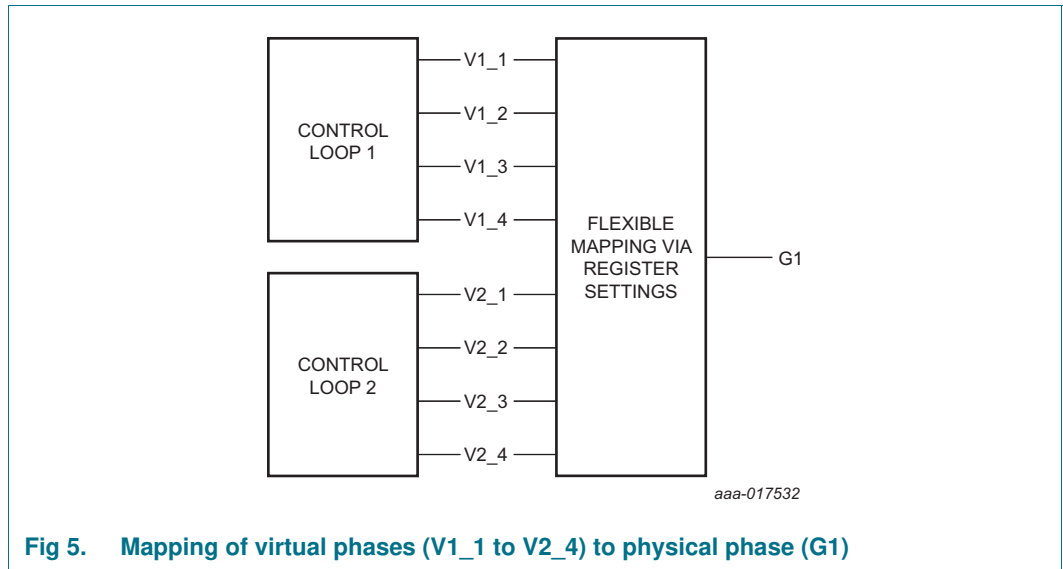 CONTROL
LOOP 1
V1_1
V1_2
V1_3
V1_4
CONTROL
LOOP 2
V2_1
V2_2
V2_3
V2_4
FLEXIBLE
MAPPING VIA
REGISTER
SETTINGS
G1
aaa-017532
Fig 5. Mapping of virtual phases (V1_1 to V2_4) to physical phase (G1)